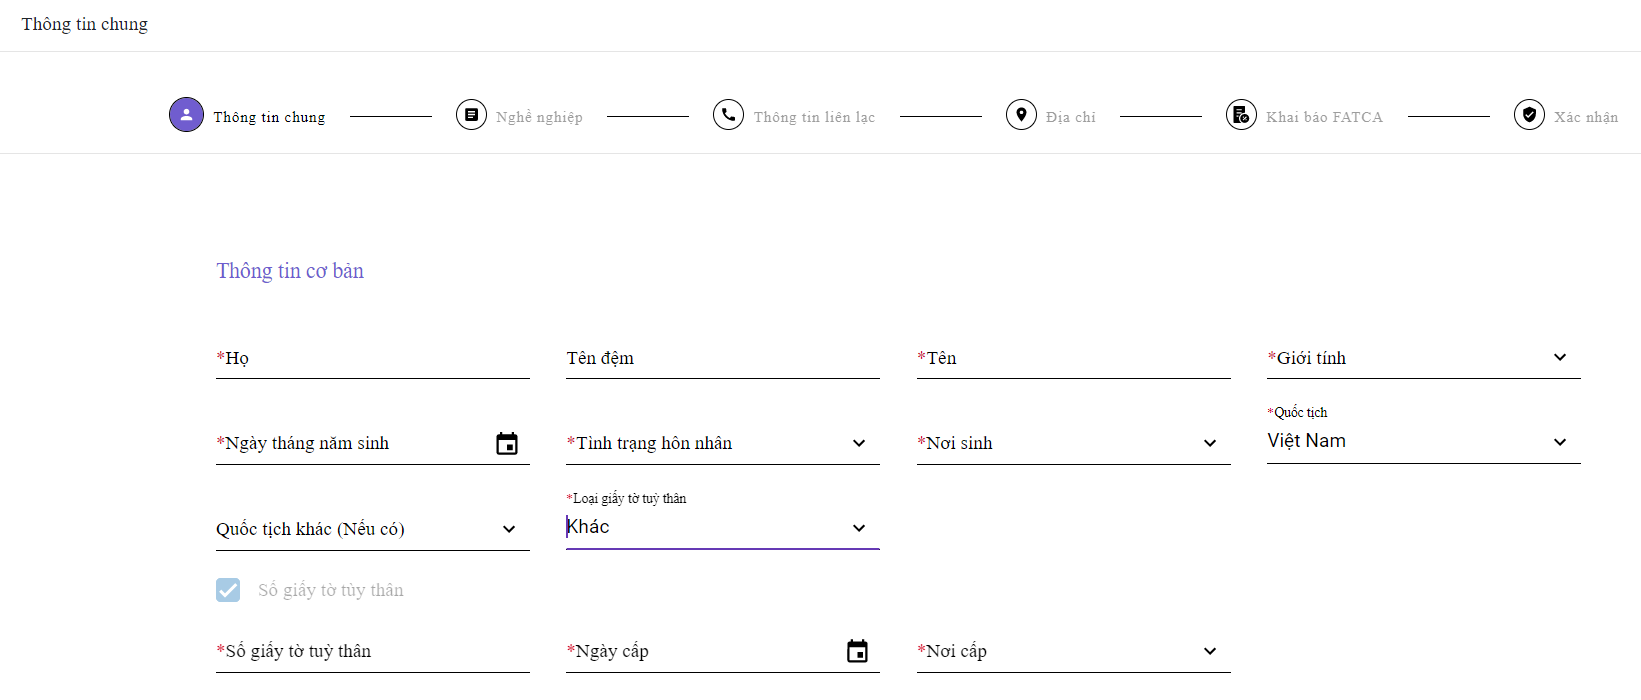 Thông tin chung
Thông tin chung
Nghề nghiệp
Thông tin liên lạc
Địa chỉ
Khai báo FATCA
Xác nhận
Thông tin cơ bản
*Họ
Tên đệm
*Tên
*Giới tính
*Ngày tháng năm sinh
*Tình trạng hôn nhân
*Nơi sinh
*Quốc tịch
Việt Nam
Quốc tịch khác (Nếu có)
*Loại giấy tờ tuỳ thân
Khác
Số giấy tờ tùy thân
*Số giấy tờ tuỳ thân
*Ngày cấp
*Nơi cấp